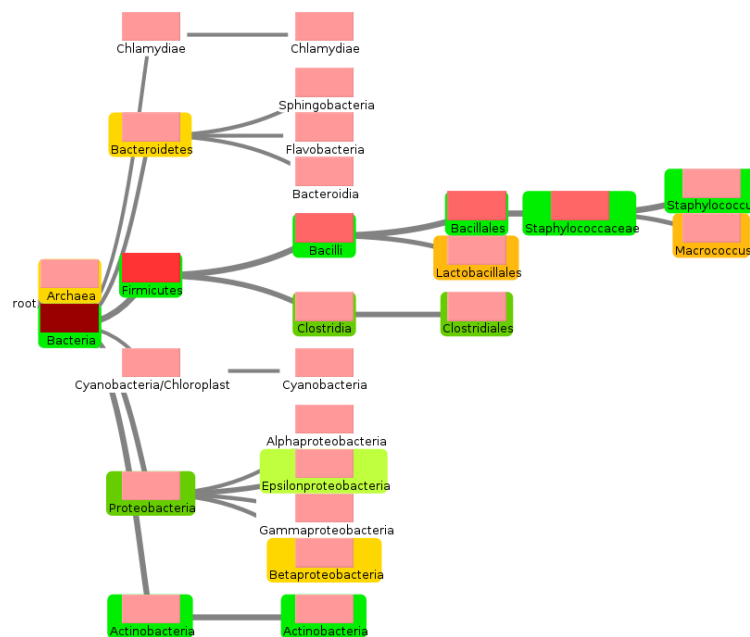 Chlamydiae
Chlamydiae
Sphingobacteria
Bacteroidetes
Flavobacteria
Bacteroidia
Staphylococcu
Bacillales
Staphylococcaceae
Bacilli
Macrococcus
Lactobacillales
Firmicutes
Archaea
root
Bacteria
Clostridia
Clostridiales
Cyanobacteria/Chloroplast
Cyanobacteria
Alphaproteobacteria
Epsilonproteobacteria
Proteobacteria
Gammaproteobacteria
Betaproteobacteria
Actinobacteria
Actinobacteria